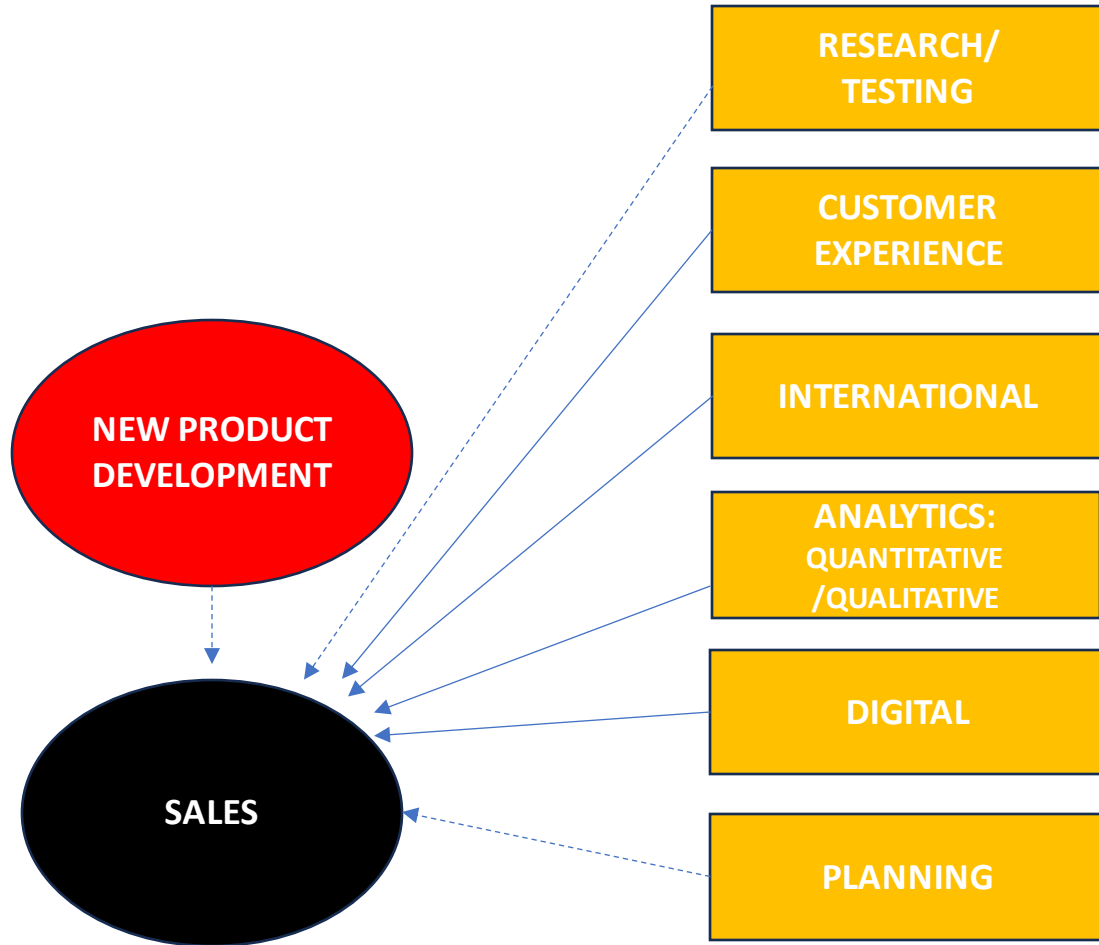 RESEARCH/
TESTING
CUSTOMER
EXPERIENCE
INTERNATIONAL
NEW PRODUCT
DEVELOPMENT
ANALYTICS:
QUANTITATIVE
/QUALITATIVE
DIGITAL
SALES
PLANNING